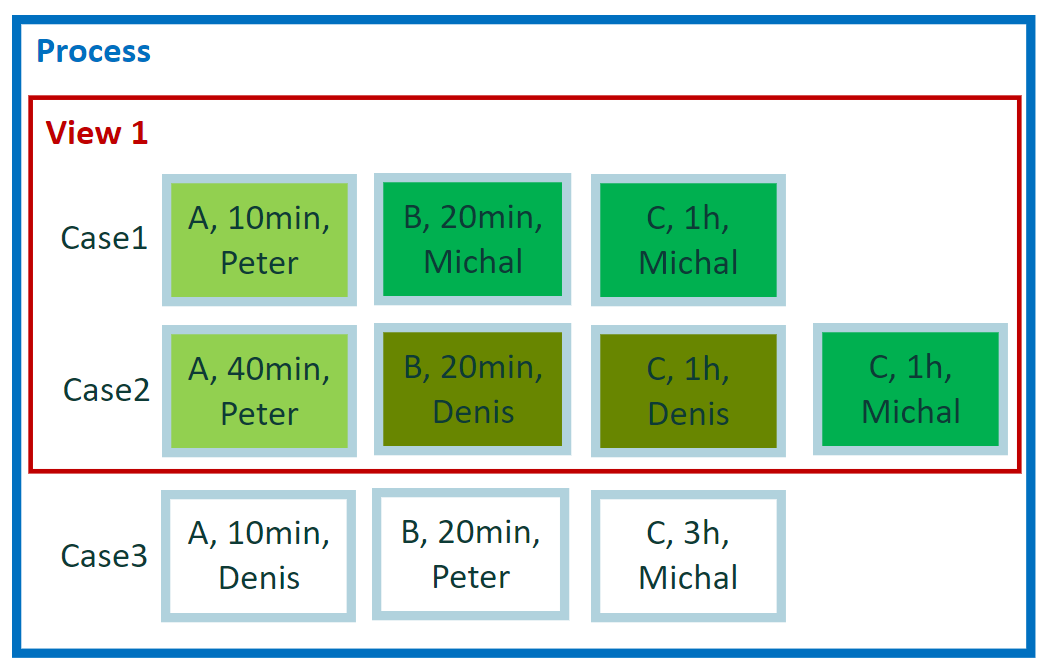 Process
View 1
Case1
A, 10min,
Peter
B, 20min,
Michal
C, 1h,
Michal
Case2
A, 40min,
Peter
B, 20min,
Denis
C, 1h,
Denis
C, 1h,
Michal
Case3
A, 10min,
Denis
B, 20min,
Peter
C, 3h,
Michal